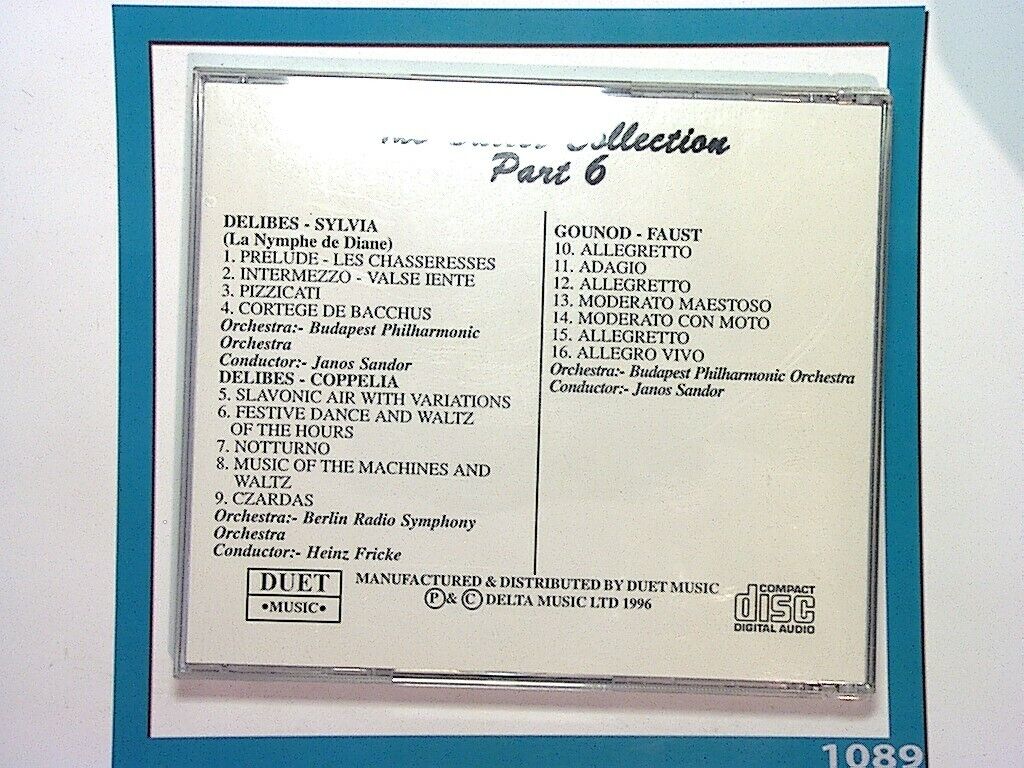 Collection
Part 6
DELIBES - SYLVIA
(La Nymphe de Diane)
1. PRELUDE - LES CHASSERESSES
2. INTERMEZZO - VALSE IENTE
3. PIZZICATI
4. CORTEGE DE BACCHUS
Orchestra:- Budapest Philharmonic
Orchestra
Conductor:- Janos Sandor
DELIBES - COPPELIA
5. SLAVONIC AIR WITH VARIATIONS
6. FESTIVE DANCE AND WALTZ
OF THE HOURS
7. NOTTURNO
8. MUSIC OF THE MACHINES AND
WALTZ
9. CZARDAS
Orchestra:- Berlin Radio Symphony
Orchestra
Conductor:- Heinz Fricke
GOUNOD - FAUST
10. ALLEGRETTO
11. ADAGIO
12. ALLEGRETTO
13. MODERATO MAESTOSO
14. MODERATO CON MOTO
15. ALLEGRETTO
16. ALLEGRO VIVO
Orchestra:- Budapest Philharmonic Orchestra
Conductor:- Janos Sandor
DUET
•MUSIC•
MANUFACTURED & DISTRIBUTED BY DUET MUSIC
Ⓟ & Ⓒ DELTA MUSIC LTD 1996
COMPACT
disc
DIGITAL AUDIO
1089